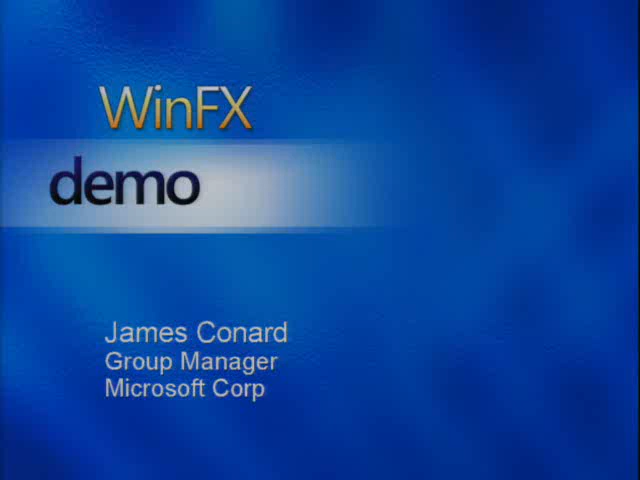 WinFX
demo
James Conard
Group Manager
Microsoft Corp